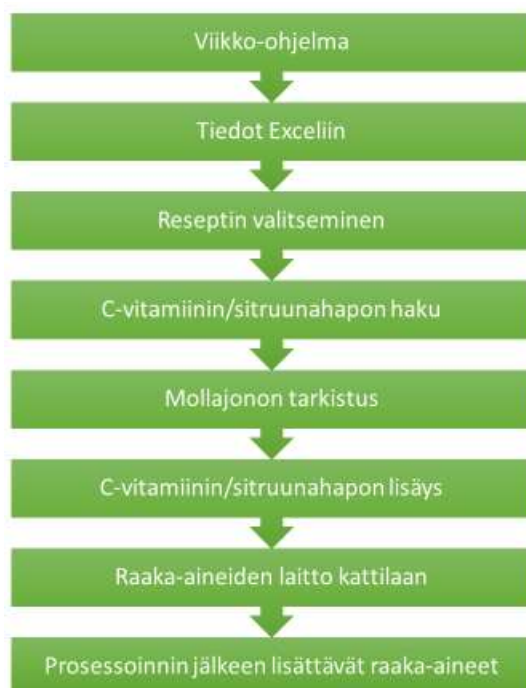 Viikko-ohjelma
Tiedot Exceliin
Reseptin valitseminen
C-vitamiinin/sitruunahapon haku
Mollajonon tarkistus
C-vitamiinin/sitruunahapon lisäys
Raaka-aineiden laitto kattilaan
Prosessoinnin jälkeen lisättävät raaka-aineet